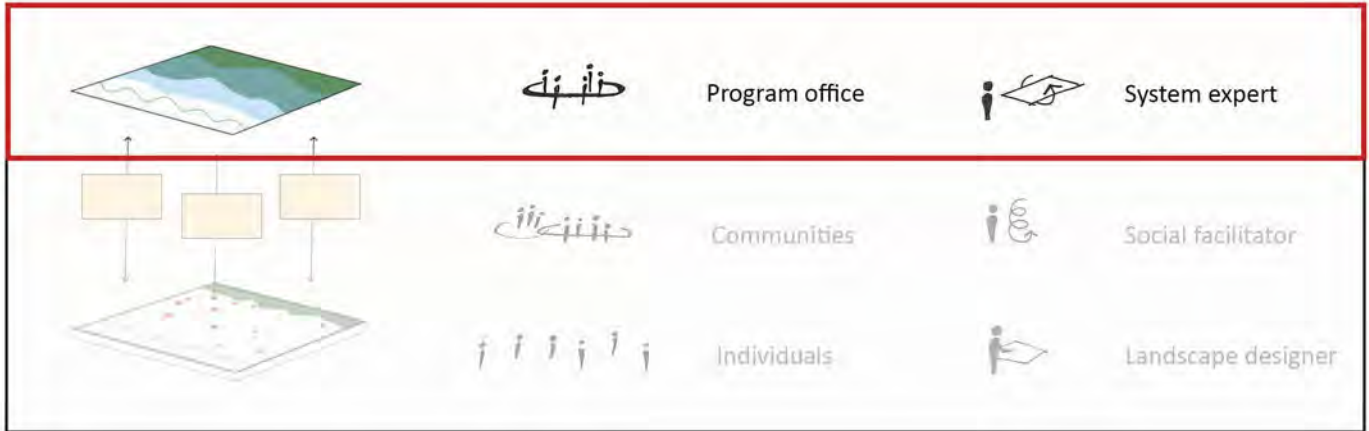 Program office
System expert
Communities
Social facilitator
Individuals
Landscape designer